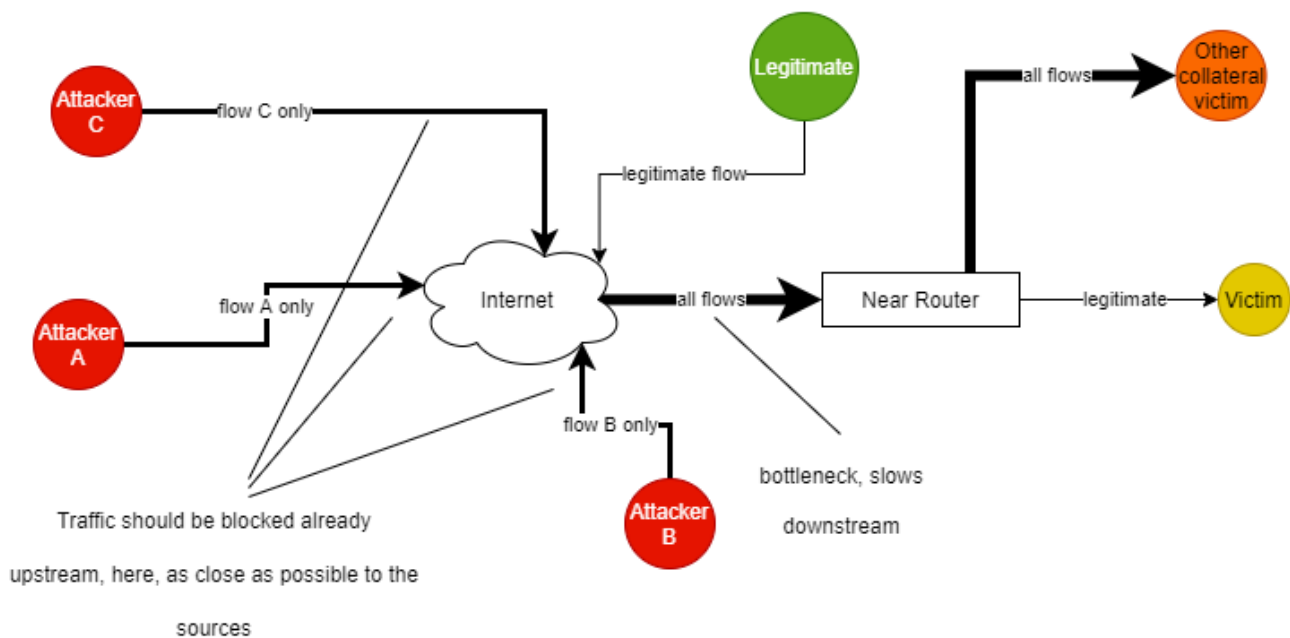 Legitimate
Other
collateral
victim
all flows
Attacker
C
flow C only
legitimate flow
Internet
all flows
Near Router
legitimate
Victim
flow A only
Attacker
A
flow B only
Attacker
B
bottleneck, slows
downstream
Traffic should be blocked already
upstream, here, as close as possible to the
sources